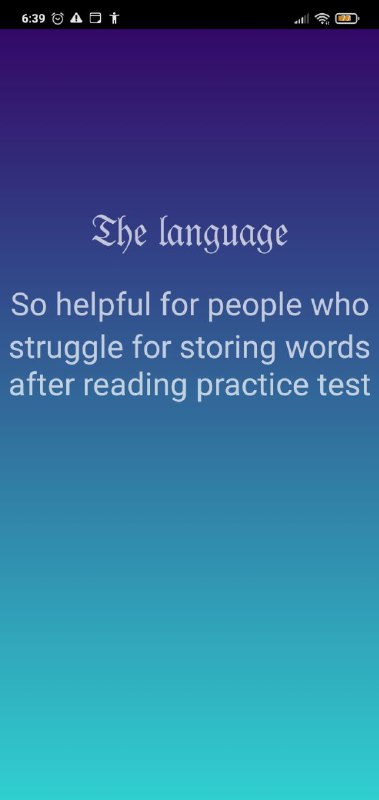 6:39
The language
So helpful for people who
struggle for storing words
after reading practice test